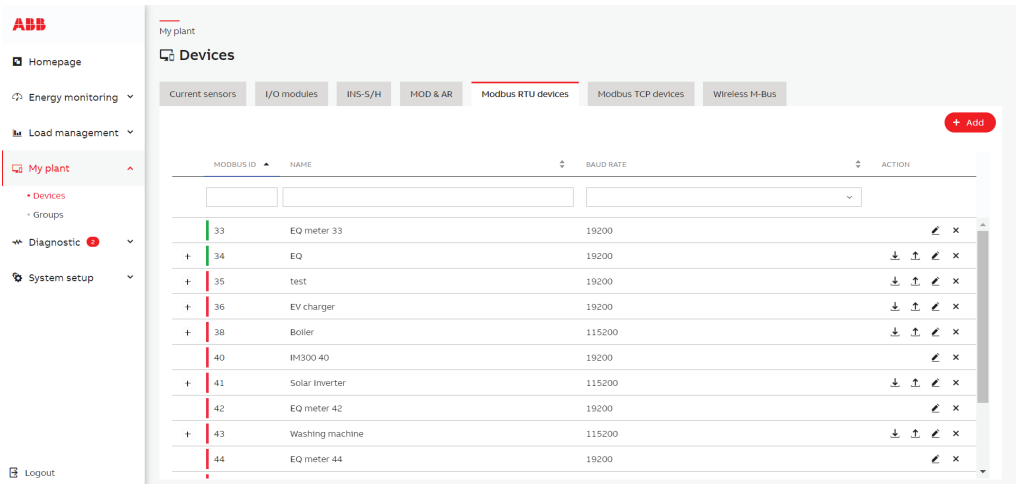 ABB
Homepage
Energy monitoring
Load management
My plant
Devices
Groups
Diagnostic 2
System setup
Logout
My plant
Devices
Current sensors I/O modules INS-S/H MOD & AR Modbus RTU devices Modbus TCP devices Wireless M-Bus
+ Add
MODBUS ID NAME BAUD RATE ACTION
33 EQ meter 33 19200
+ 34 EQ 19200
+ 35 test 19200
+ 36 EV charger 19200
+ 38 Boiler 115200
40 IM300 40 19200
+ 41 Solar Inverter 115200
42 EQ meter 42 19200
+ 43 Washing machine 115200
44 EQ meter 44 19200